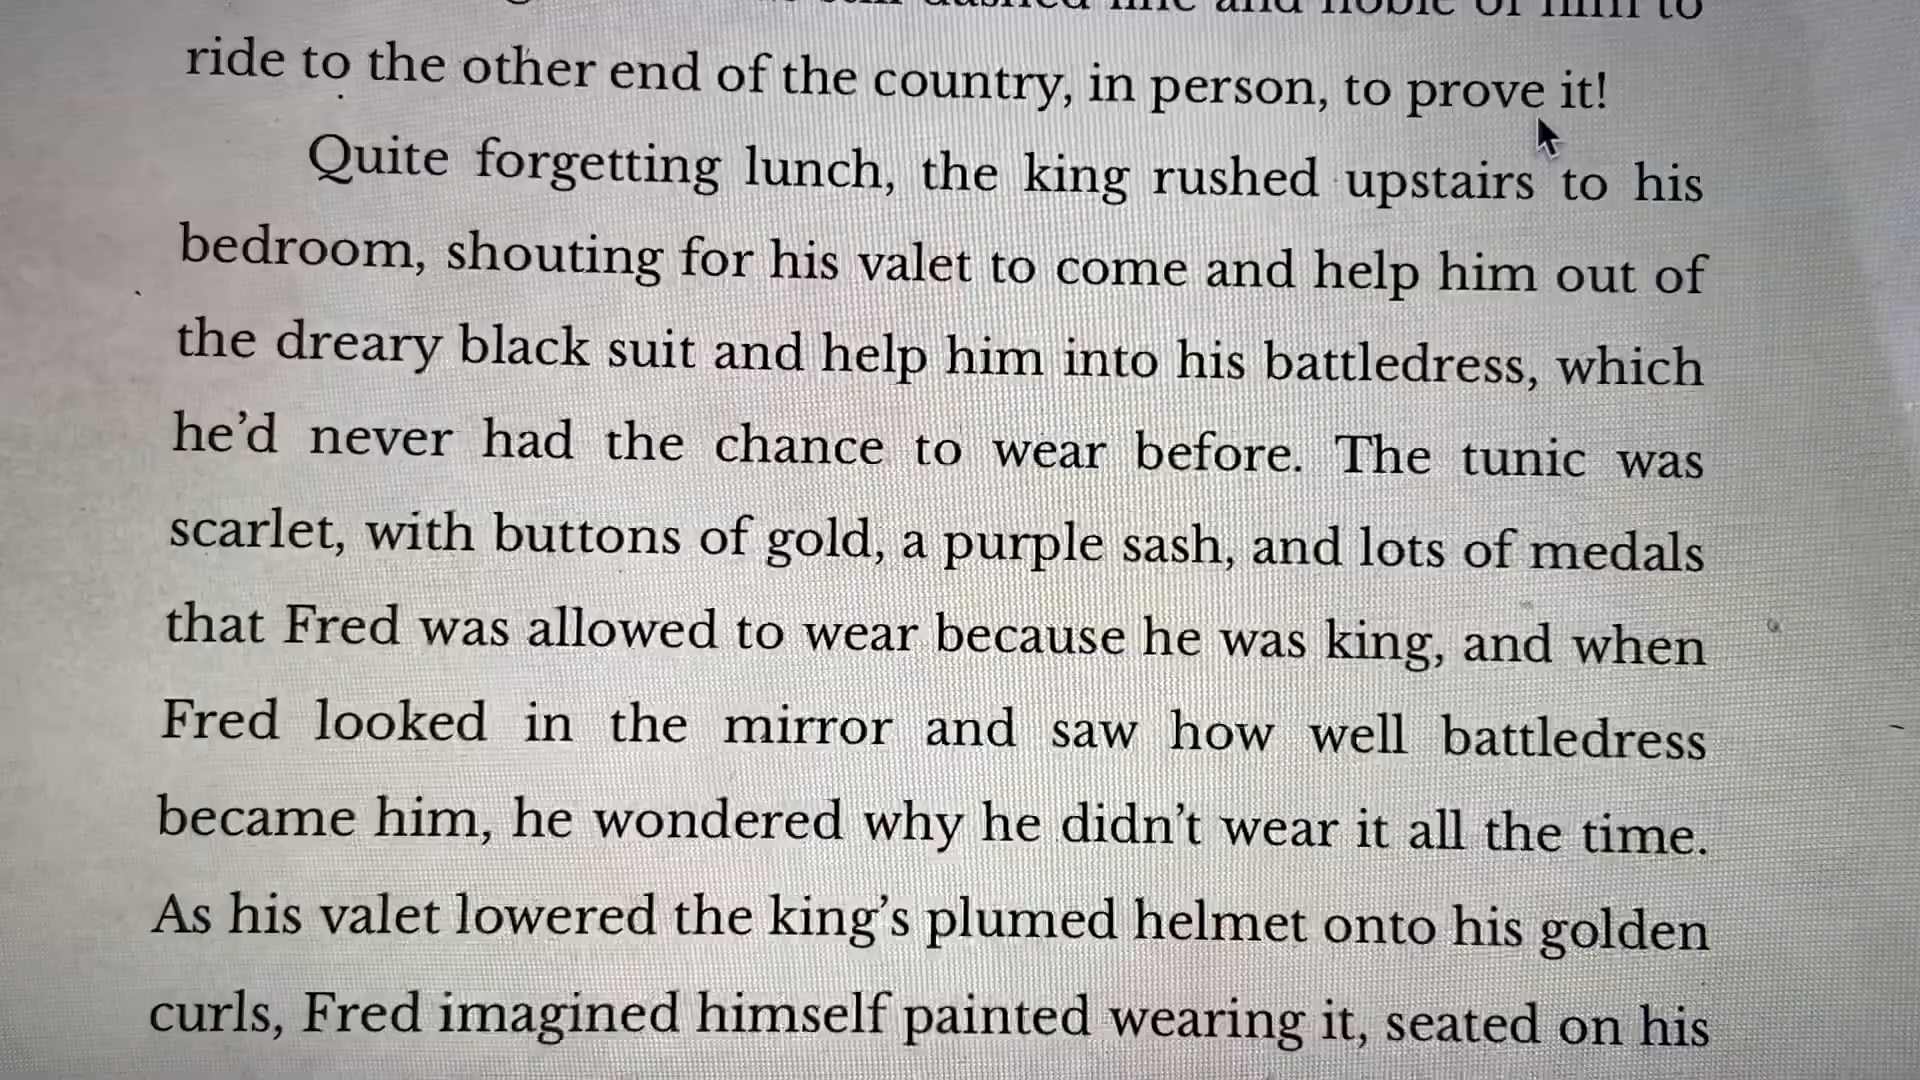 and noble of him to
ride to the other end of the country, in person, to prove it!
Quite forgetting lunch, the king rushed upstairs to his
bedroom, shouting for his valet to come and help him out of
the dreary black suit and help him into his battledress, which
he’d never had the chance to wear before. The tunic was
scarlet, with buttons of gold, a purple sash, and lots of medals
that Fred was allowed to wear because he was king, and when
Fred looked in the mirror and saw how well battledress
became him, he wondered why he didn’t wear it all the time.
As his valet lowered the king’s plumed helmet onto his golden
curls, Fred imagined himself painted wearing it, seated on his